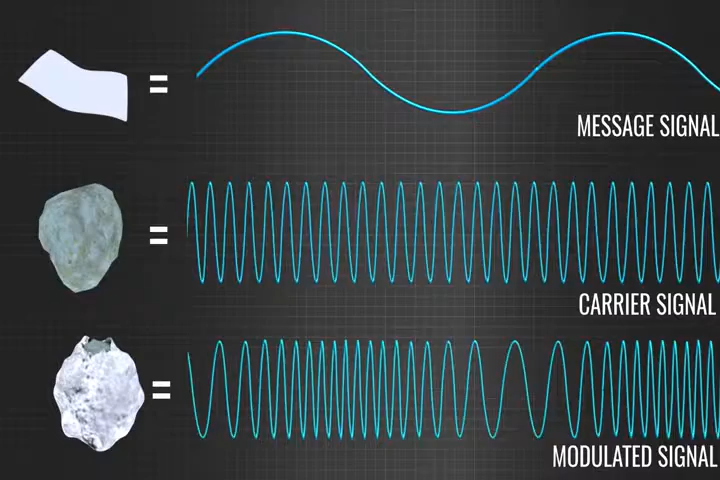 =
MESSAGE SIGNAL
=
CARRIER SIGNAL
=
MODULATED SIGNAL